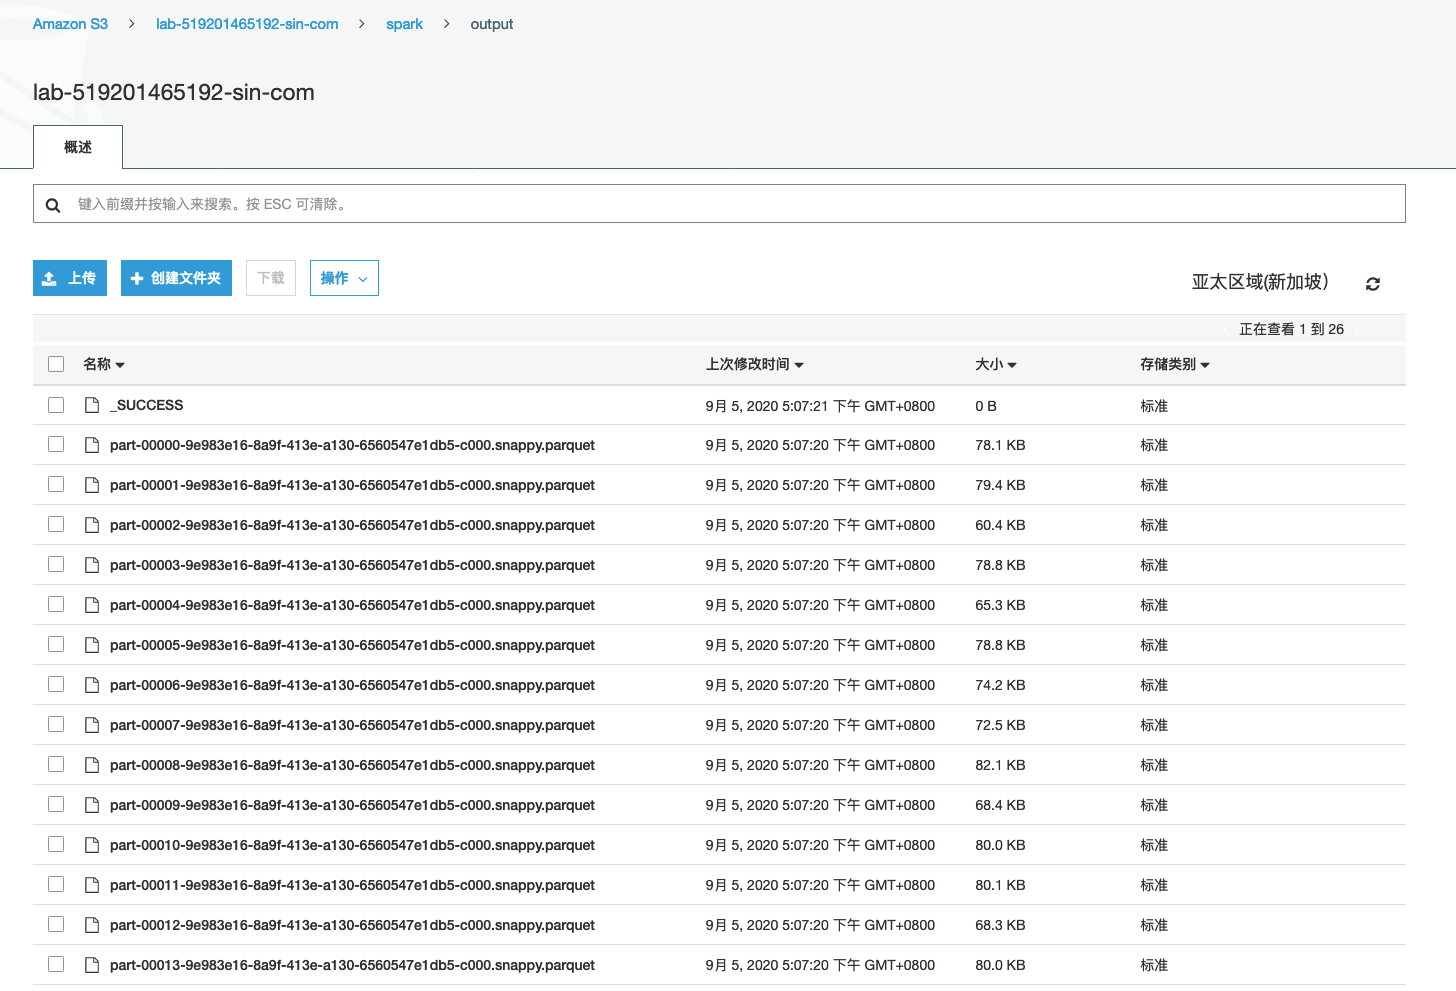 Amazon S3 > lab-519201465192-sin-com > spark > output
lab-519201465192-sin-com
概述
键入前缀并按输入来搜索。按 ESC 可清除。
上传 创建文件夹 下载 操作 亚太区域(新加坡)
正在查看 1 到 26
名称 上次修改时间 大小 存储类别
_SUCCESS 9月 5, 2020 5:07:21 下午 GMT+0800 0 B 标准
part-00000-9e983e16-8a9f-413e-a130-6560547e1db5-c000.snappy.parquet 9月 5, 2020 5:07:20 下午 GMT+0800 78.1 KB 标准
part-00001-9e983e16-8a9f-413e-a130-6560547e1db5-c000.snappy.parquet 9月 5, 2020 5:07:20 下午 GMT+0800 79.4 KB 标准
part-00002-9e983e16-8a9f-413e-a130-6560547e1db5-c000.snappy.parquet 9月 5, 2020 5:07:20 下午 GMT+0800 60.4 KB 标准
part-00003-9e983e16-8a9f-413e-a130-6560547e1db5-c000.snappy.parquet 9月 5, 2020 5:07:20 下午 GMT+0800 78.8 KB 标准
part-00004-9e983e16-8a9f-413e-a130-6560547e1db5-c000.snappy.parquet 9月 5, 2020 5:07:20 下午 GMT+0800 65.3 KB 标准
part-00005-9e983e16-8a9f-413e-a130-6560547e1db5-c000.snappy.parquet 9月 5, 2020 5:07:20 下午 GMT+0800 78.8 KB 标准
part-00006-9e983e16-8a9f-413e-a130-6560547e1db5-c000.snappy.parquet 9月 5, 2020 5:07:20 下午 GMT+0800 74.2 KB 标准
part-00007-9e983e16-8a9f-413e-a130-6560547e1db5-c000.snappy.parquet 9月 5, 2020 5:07:20 下午 GMT+0800 72.5 KB 标准
part-00008-9e983e16-8a9f-413e-a130-6560547e1db5-c000.snappy.parquet 9月 5, 2020 5:07:20 下午 GMT+0800 82.1 KB 标准
part-00009-9e983e16-8a9f-413e-a130-6560547e1db5-c000.snappy.parquet 9月 5, 2020 5:07:20 下午 GMT+0800 68.4 KB 标准
part-00010-9e983e16-8a9f-413e-a130-6560547e1db5-c000.snappy.parquet 9月 5, 2020 5:07:20 下午 GMT+0800 80.0 KB 标准
part-00011-9e983e16-8a9f-413e-a130-6560547e1db5-c000.snappy.parquet 9月 5, 2020 5:07:20 下午 GMT+0800 80.1 KB 标准
part-00012-9e983e16-8a9f-413e-a130-6560547e1db5-c000.snappy.parquet 9月 5, 2020 5:07:20 下午 GMT+0800 68.3 KB 标准
part-00013-9e983e16-8a9f-413e-a130-6560547e1db5-c000.snappy.parquet 9月 5, 2020 5:07:20 下午 GMT+0800 80.0 KB 标准